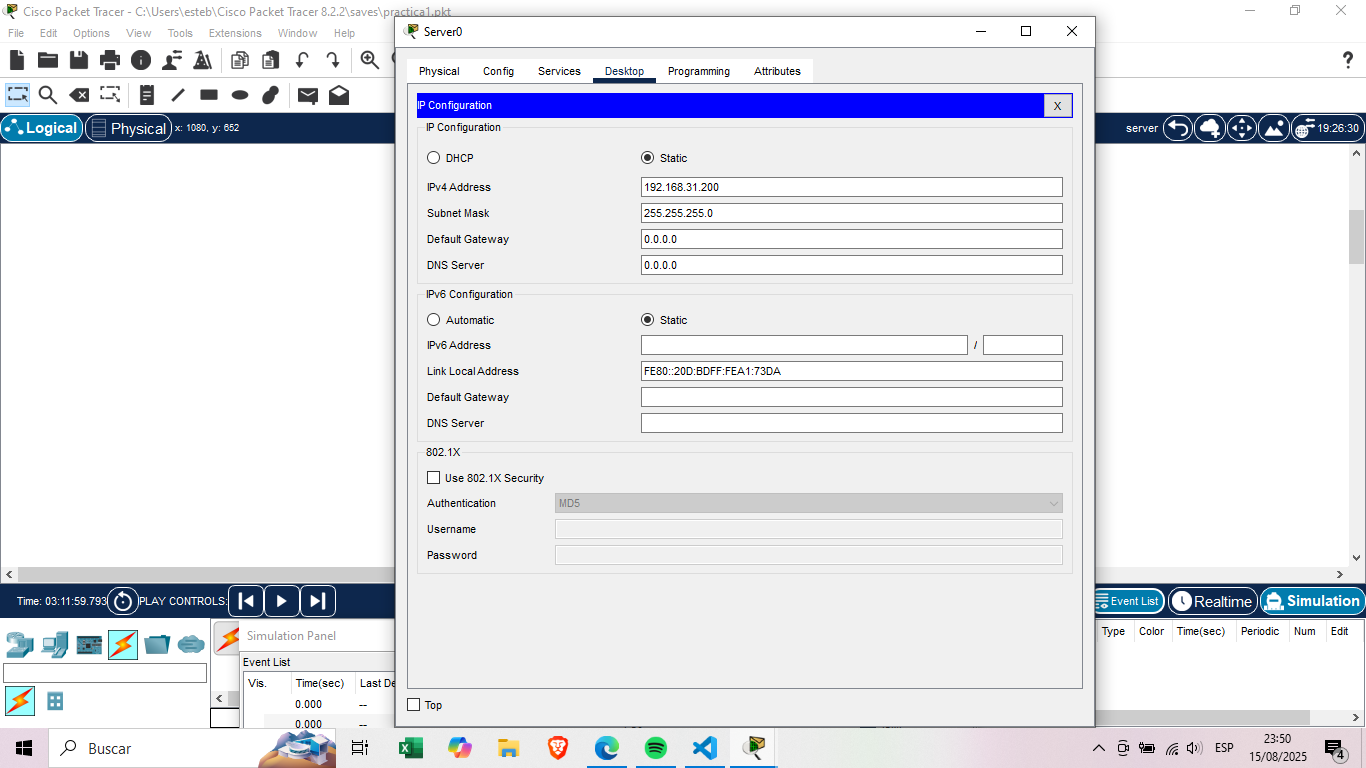 Cisco Packet Tracer - C:\Users\esteb\Cisco Packet Tracer 8.2.2\saves\practica1.pkt
File Edit Options View Tools Extensions Window Help
Server0
Physical Config Services Desktop Programming Attributes
Logical Physical x: 1080, y: 652
server 19:26:30
IP Configuration X
IP Configuration
DHCP Static
IPv4 Address 192.168.31.200
Subnet Mask 255.255.255.0
Default Gateway 0.0.0.0
DNS Server 0.0.0.0
IPv6 Configuration
Automatic Static
IPv6 Address /
Link Local Address FE80::20D:BDFF:FEA1:73DA
Default Gateway
DNS Server
802.1X
Use 802.1X Security
Authentication MD5
Username
Password
Top
Time: 03:11:59.793 PLAY CONTROLS:
Event List Realtime Simulation
Simulation Panel
Event List
Vis. Time(sec) Last De
0.000 --
0.000 --
Type Color Time(sec) Periodic Num Edit
Buscar
ESP
23:50
15/08/2025
4